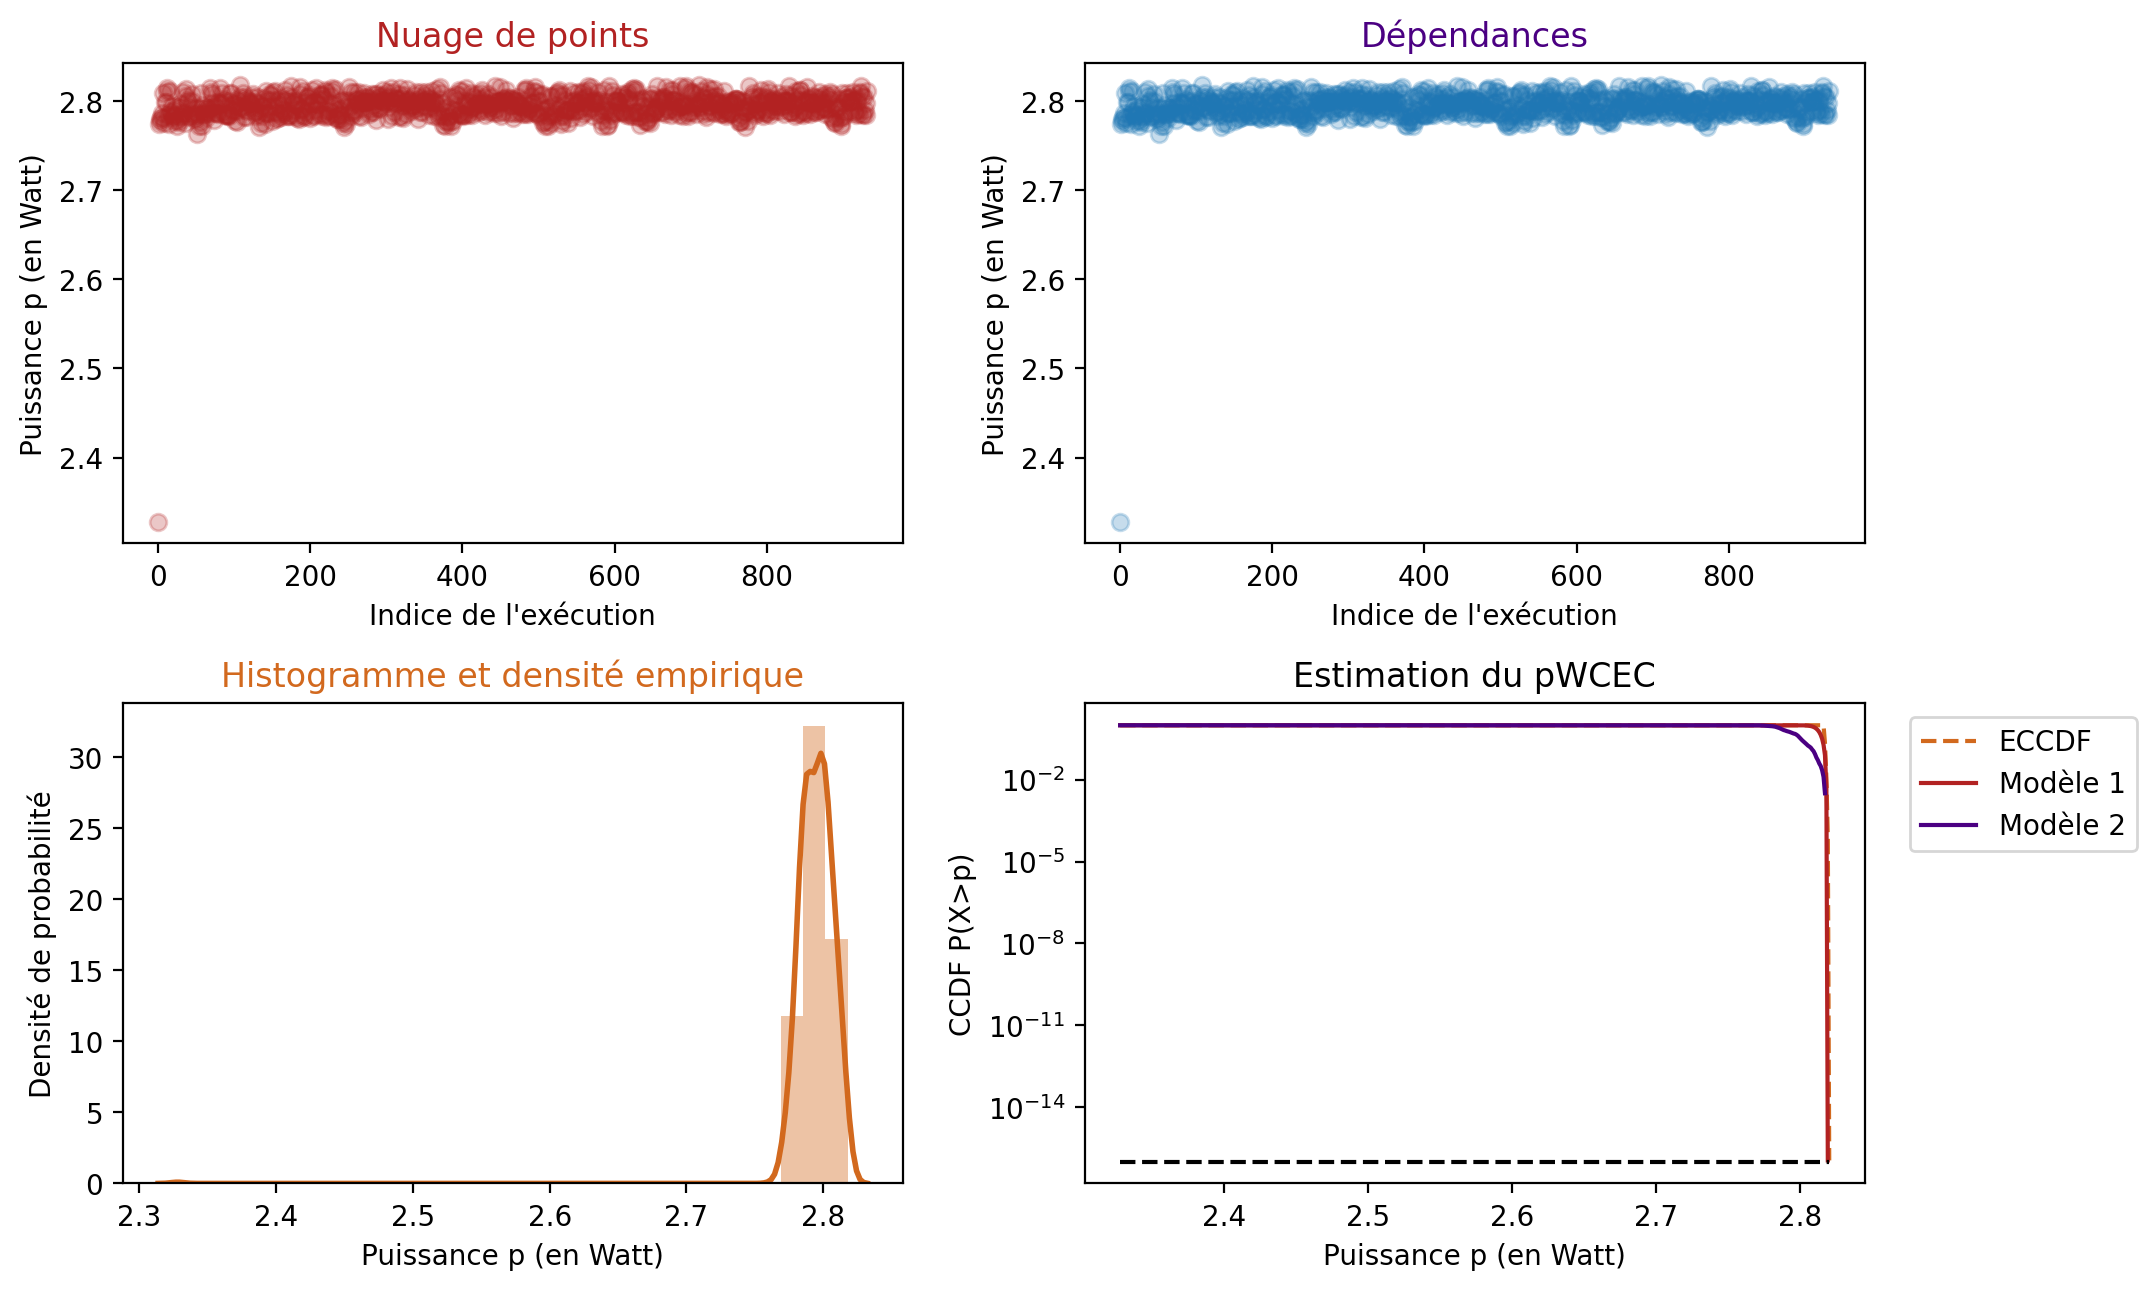 Nuage de points
Puissance p (en Watt)
2.8
2.7
2.6
2.5
2.4
0 200 400 600 800
Indice de l'exécution
Dépendances
Puissance p (en Watt)
2.8
2.7
2.6
2.5
2.4
0 200 400 600 800
Indice de l'exécution
Histogramme et densité empirique
Densité de probabilité
30
25
20
15
10
5
0
2.3 2.4 2.5 2.6 2.7 2.8
Puissance p (en Watt)
Estimation du pWCEC
CCDF P(X>p)
10⁻²
10⁻⁵
10⁻⁸
10⁻¹¹
10⁻¹⁴
2.4 2.5 2.6 2.7 2.8
Puissance p (en Watt)
ECCDF
Modèle 1
Modèle 2